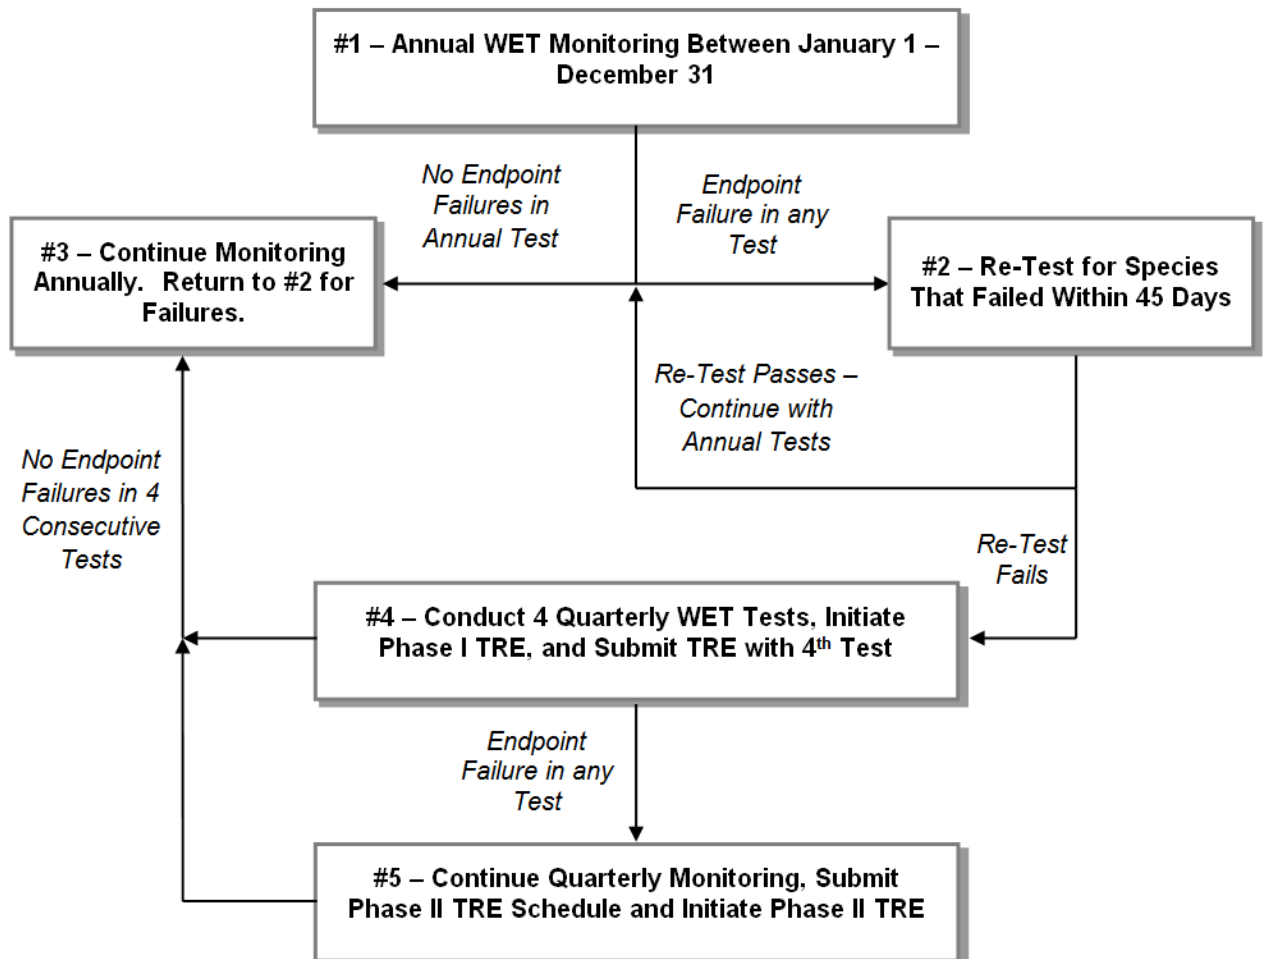 #1 – Annual WET Monitoring Between January 1 –
December 31
No Endpoint
Failures in
Annual Test
Endpoint
Failure in any
Test
#3 – Continue Monitoring
Annually.  Return to #2 for
Failures.
#2 – Re-Test for Species
That Failed Within 45 Days
Re-Test Passes –
Continue with
Annual Tests
No Endpoint
Failures in 4
Consecutive
Tests
Re-Test
Fails
#4 – Conduct 4 Quarterly WET Tests, Initiate
Phase I TRE, and Submit TRE with 4th Test
Endpoint
Failure in any
Test
#5 – Continue Quarterly Monitoring, Submit
Phase II TRE Schedule and Initiate Phase II TRE